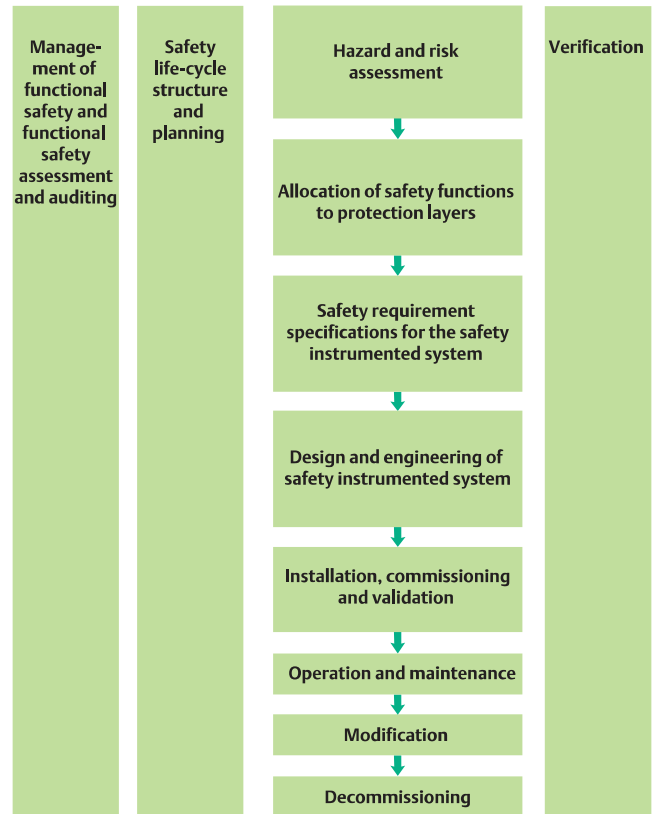 Manage-
ment of
functional
safety and
functional
safety
assessment
and auditing
Safety
life-cycle
structure
and
planning
Hazard and risk
assessment
Allocation of safety functions
to protection layers
Safety requirement
specifications for the safety
instrumented system
Design and engineering of
safety instrumented system
Installation, commissioning
and validation
Operation and maintenance
Modification
Decommissioning
Verification